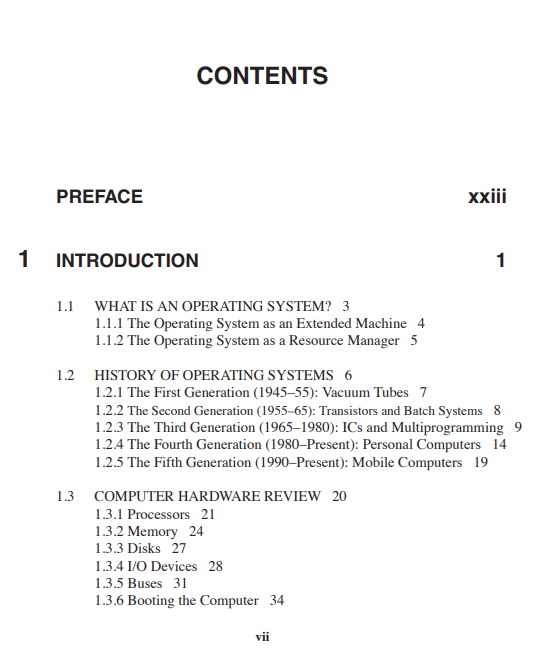 CONTENTS
PREFACE xxiii
1 INTRODUCTION 1
1.1 WHAT IS AN OPERATING SYSTEM? 3
1.1.1 The Operating System as an Extended Machine 4
1.1.2 The Operating System as a Resource Manager 5
1.2 HISTORY OF OPERATING SYSTEMS 6
1.2.1 The First Generation (1945–55): Vacuum Tubes 7
1.2.2 The Second Generation (1955–65): Transistors and Batch Systems 8
1.2.3 The Third Generation (1965–1980): ICs and Multiprogramming 9
1.2.4 The Fourth Generation (1980–Present): Personal Computers 14
1.2.5 The Fifth Generation (1990–Present): Mobile Computers 19
1.3 COMPUTER HARDWARE REVIEW 20
1.3.1 Processors 21
1.3.2 Memory 24
1.3.3 Disks 27
1.3.4 I/O Devices 28
1.3.5 Buses 31
1.3.6 Booting the Computer 34
vii